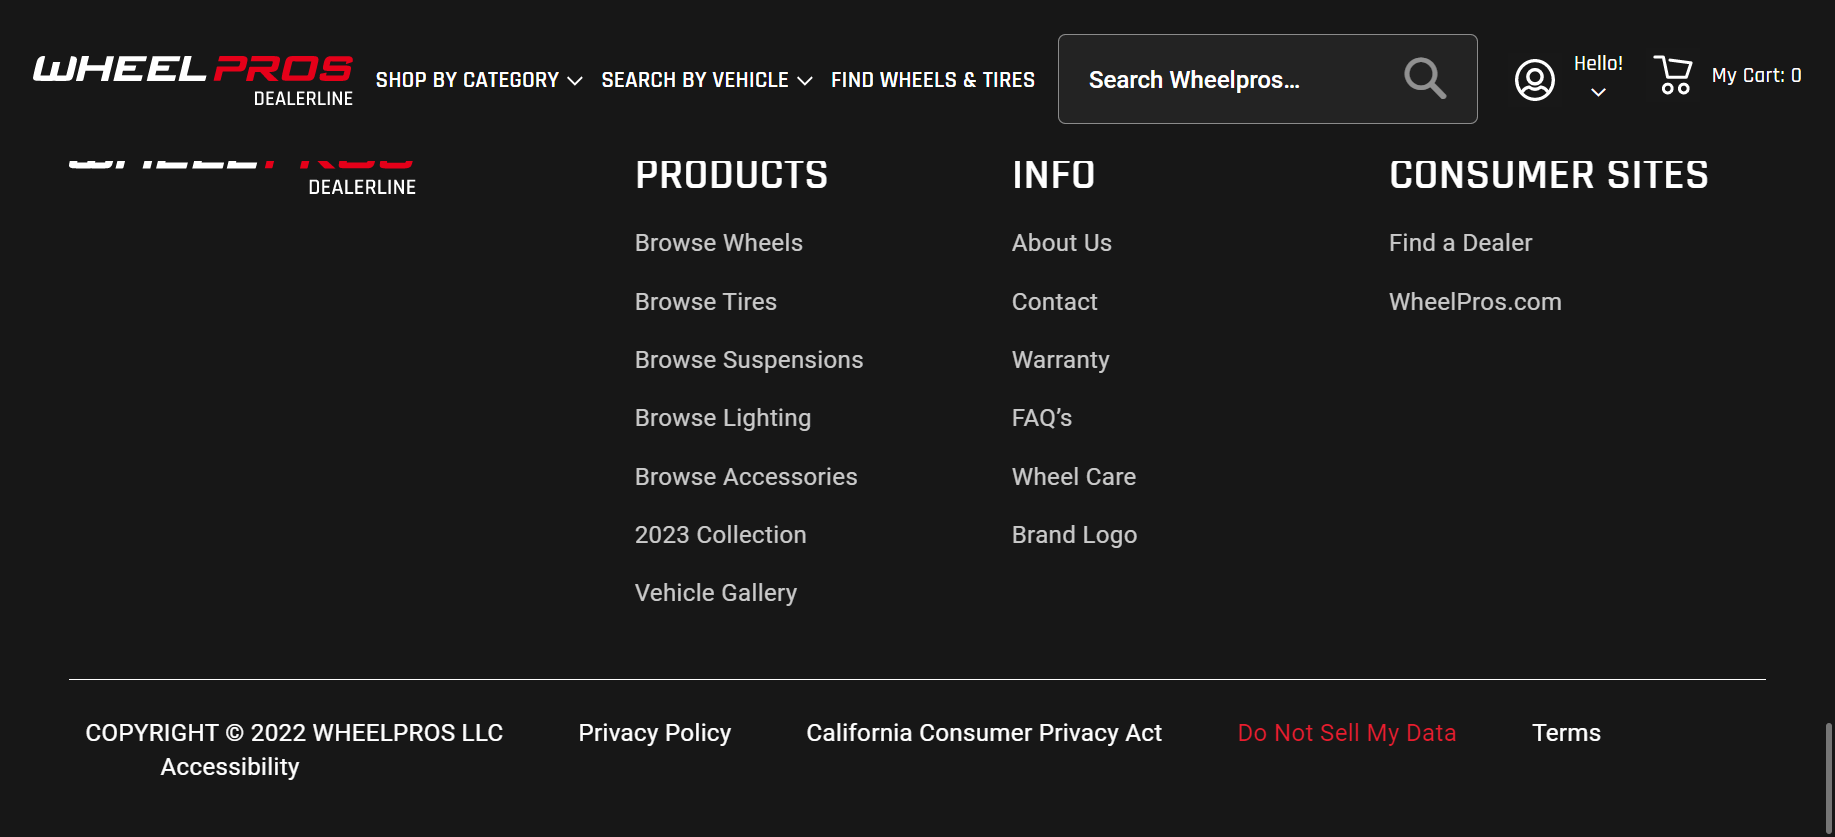 WHEELPROS
DEALERLINE
SHOP BY CATEGORY
SEARCH BY VEHICLE
FIND WHEELS & TIRES
Search Wheelpros...
Hello!
My Cart: 0
WHEELPROS
DEALERLINE
PRODUCTS
Browse Wheels
Browse Tires
Browse Suspensions
Browse Lighting
Browse Accessories
2023 Collection
Vehicle Gallery
INFO
About Us
Contact
Warranty
FAQ’s
Wheel Care
Brand Logo
CONSUMER SITES
Find a Dealer
WheelPros.com
COPYRIGHT © 2022 WHEELPROS LLC
Privacy Policy
California Consumer Privacy Act
Do Not Sell My Data
Terms
Accessibility